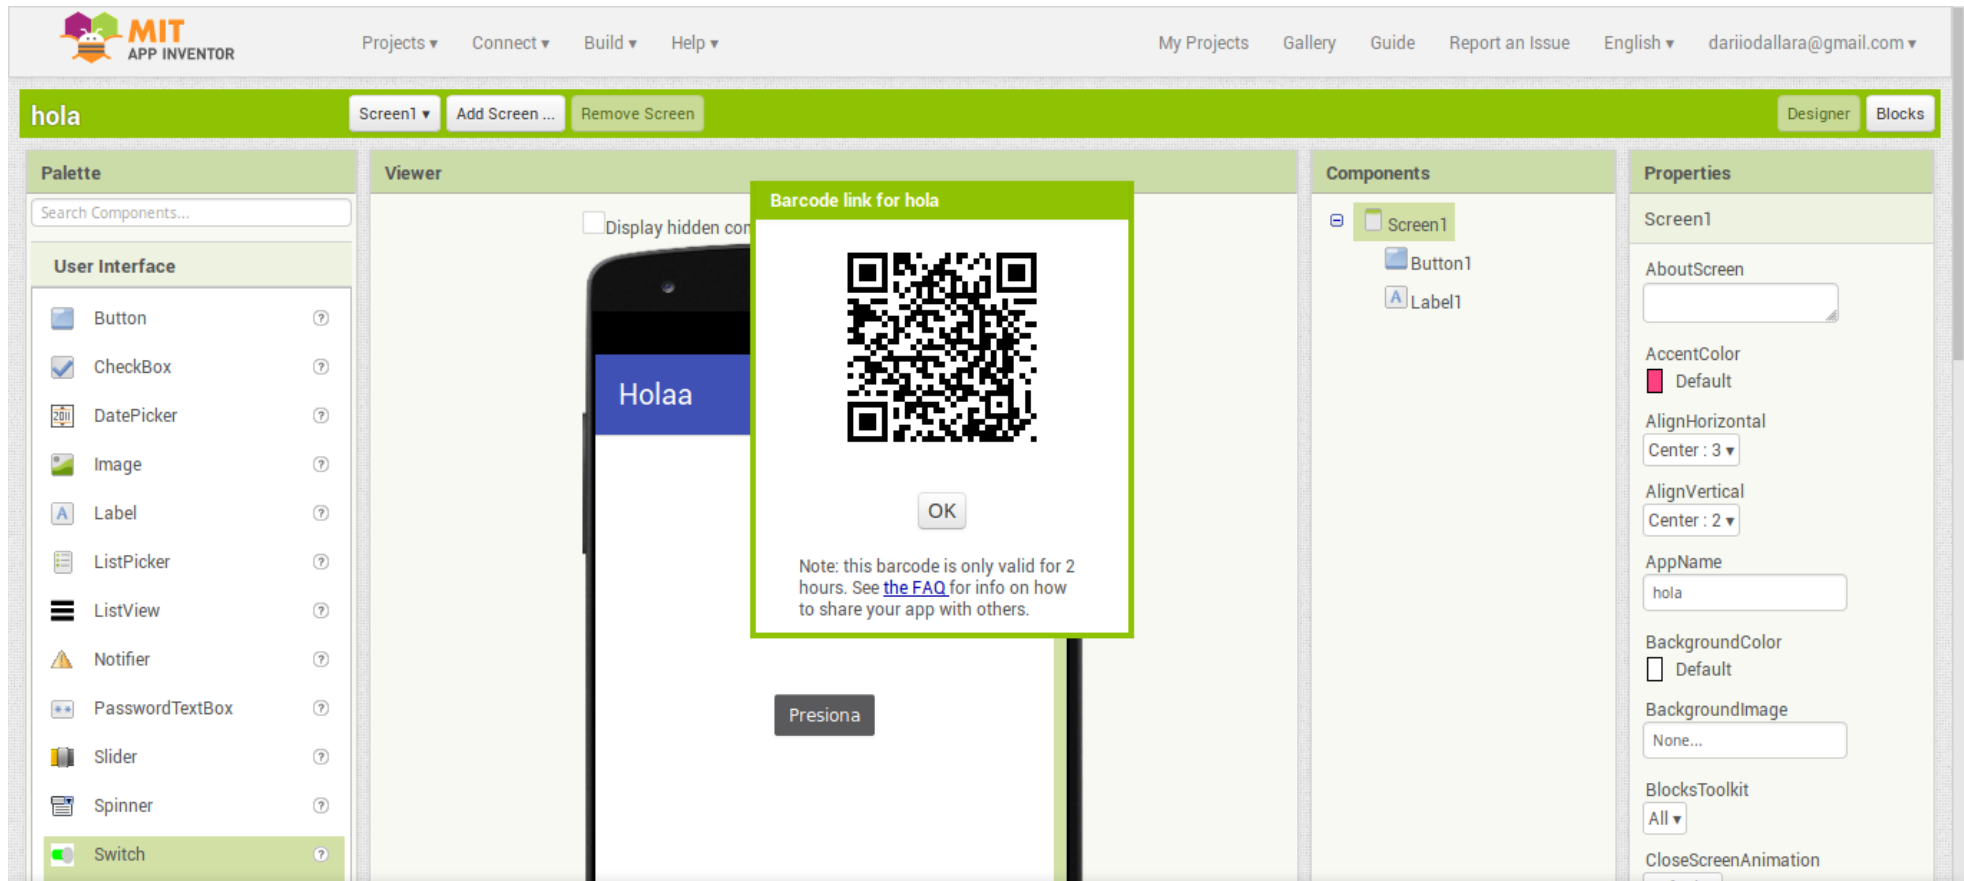 MIT
APP INVENTOR
Projects ▾ Connect ▾ Build ▾ Help ▾ My Projects Gallery Guide Report an Issue English ▾ dariiodallara@gmail.com ▾
hola Screen1 ▾ Add Screen ... Remove Screen Designer Blocks
Palette
Search Components...
User Interface
Button ?
CheckBox ?
2011 DatePicker ?
Image ?
A Label ?
ListPicker ?
ListView ?
Notifier ?
** PasswordTextBox ?
Slider ?
Spinner ?
Switch ?
Viewer
Display hidden con
Holaa
Presiona
Barcode link for hola
OK
Note: this barcode is only valid for 2
hours. See the FAQ for info on how
to share your app with others.
Components
Screen1
Button1
A Label1
Properties
Screen1
AboutScreen
AccentColor
Default
AlignHorizontal
Center : 3 ▾
AlignVertical
Center : 2 ▾
AppName
hola
BackgroundColor
Default
BackgroundImage
None...
BlocksToolkit
All ▾
CloseScreenAnimation